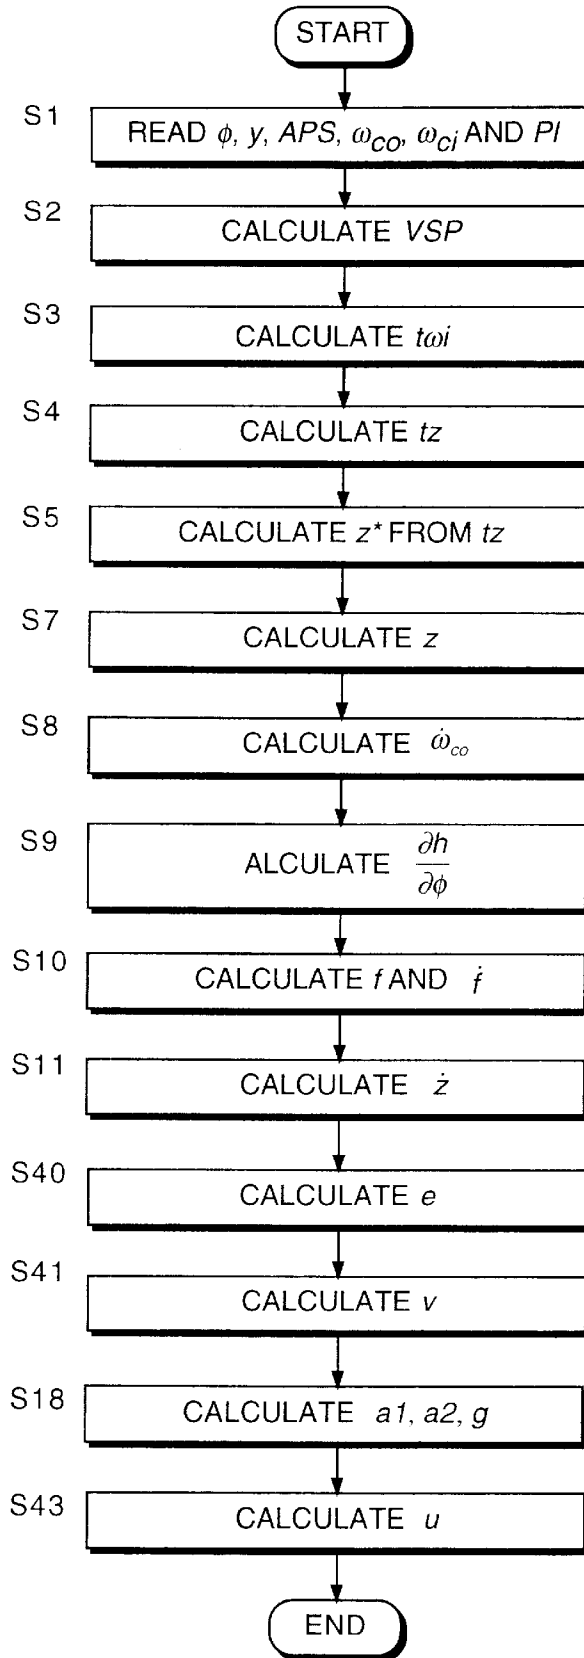 START
S1
READ ϕ, y, APS, ω_co, ω_ci AND PI
S2
CALCULATE VSP
S3
CALCULATE tωi
S4
CALCULATE tz
S5
CALCULATE z* FROM tz
S7
CALCULATE z
S8
CALCULATE ω̇_co
S9
ALCULATE ∂h/∂ϕ
S10
CALCULATE f AND ḟ
S11
CALCULATE ż
S40
CALCULATE e
S41
CALCULATE v
S18
CALCULATE a1, a2, g
S43
CALCULATE u
END